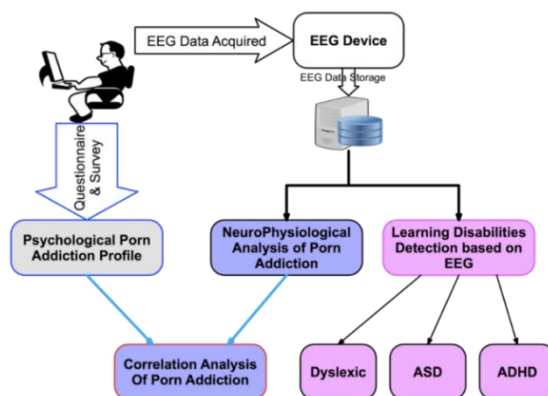 EEG Data Acquired
EEG Device
EEG Data Storage
Questionnaire
& Survey
Psychological Porn
Addiction Profile
NeuroPhysiological
Analysis of Porn
Addiction
Learning Disabilities
Detection based on
EEG
Correlation Analysis
Of Porn Addiction
Dyslexic
ASD
ADHD